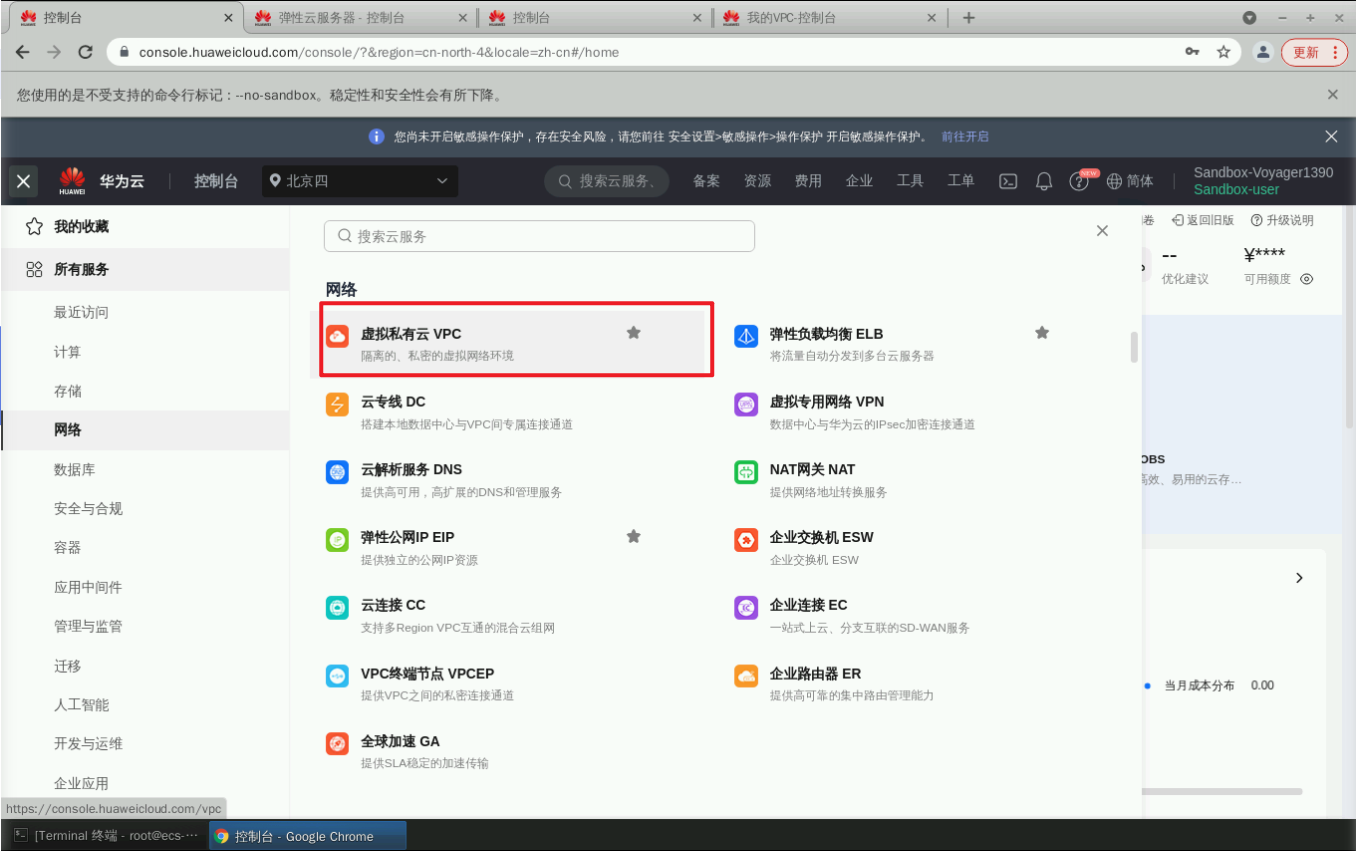 控制台
弹性云服务器 - 控制台
控制台
我的VPC-控制台
console.huaweicloud.com/console/?&region=cn-north-4&locale=zh-cn#/home
更新
您使用的是不受支持的命令行标记：--no-sandbox。稳定性和安全性会有所下降。
您尚未开启敏感操作保护，存在安全风险，请您前往 安全设置>敏感操作>操作保护 开启敏感操作保护。 前往开启
HUAWEI
华为云
控制台
北京四
搜索云服务、
备案
资源
费用
企业
工具
工单
NEW
简体
Sandbox-Voyager1390
Sandbox-user
我的收藏
所有服务
最近访问
计算
存储
网络
数据库
安全与合规
容器
应用中间件
管理与监管
迁移
人工智能
开发与运维
企业应用
搜索云服务
网络
虚拟私有云 VPC
隔离的、私密的虚拟网络环境
弹性负载均衡 ELB
将流量自动分发到多台云服务器
云专线 DC
搭建本地数据中心与VPC间专属连接通道
虚拟专用网络 VPN
数据中心与华为云的IPsec加密连接通道
云解析服务 DNS
提供高可用，高扩展的DNS和管理服务
NAT网关 NAT
提供网络地址转换服务
弹性公网IP EIP
提供独立的公网IP资源
企业交换机 ESW
企业交换机 ESW
云连接 CC
支持多Region VPC互通的混合云组网
企业连接 EC
一站式上云、分支互联的SD-WAN服务
VPC终端节点 VPCEP
提供VPC之间的私密连接通道
企业路由器 ER
提供高可靠的集中路由管理能力
全球加速 GA
提供SLA稳定的加速传输
卷
返回旧版
升级说明
--
优化建议
¥****
可用额度
OBS
高效、易用的云存...
当月成本分布 0.00
https://console.huaweicloud.com/vpc
[Terminal 终端 - root@ecs-···
控制台 - Google Chrome